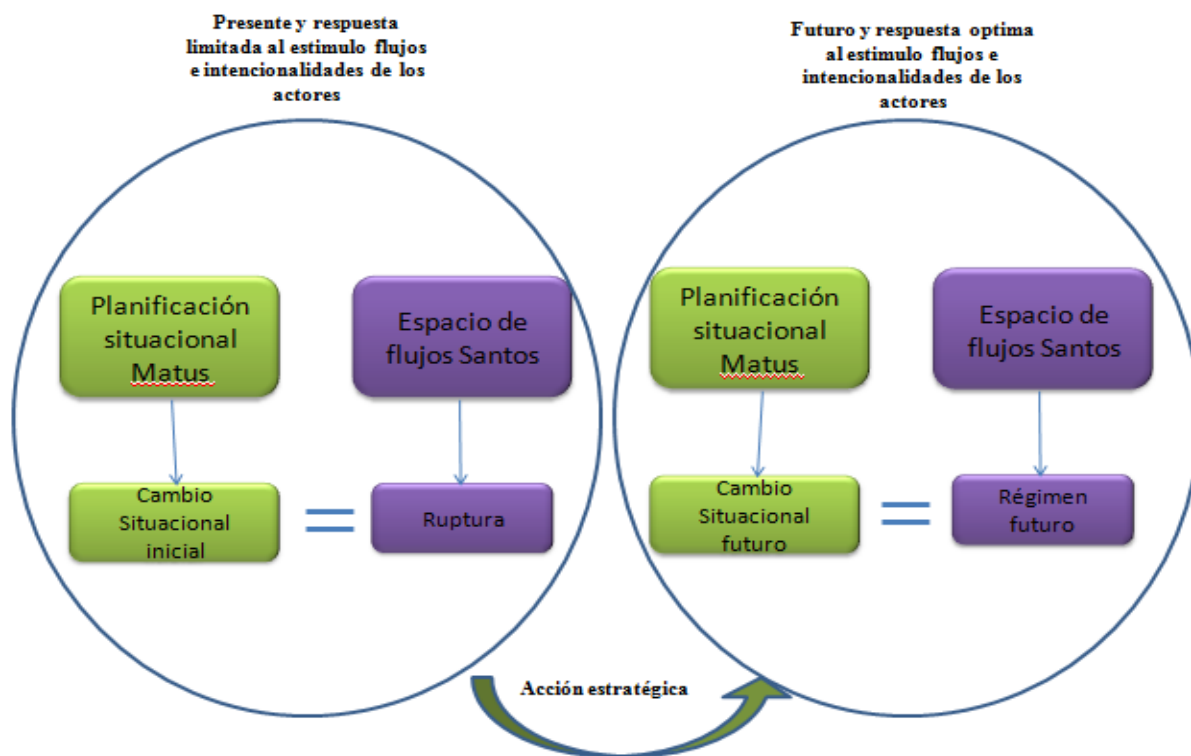 Presente y respuesta
limitada al estimulo flujos
e intencionalidades de los
actores
Futuro y respuesta optima
al estimulo flujos e
intencionalidades de los
actores
Planificación
situacional
Matus
Espacio de
flujos Santos
Cambio
Situacional
inicial
=
Ruptura
Planificación
situacional
Matus
Espacio de
flujos Santos
Cambio
Situacional
futuro
=
Régimen
futuro
Acción estratégica